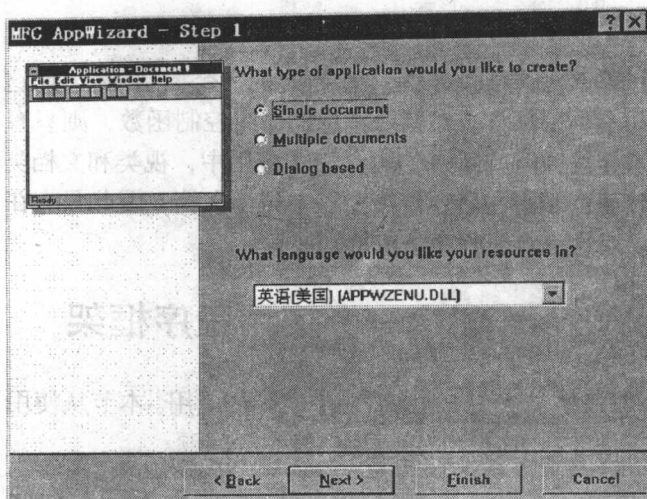 MFC AppWizard - Step 1
Application - Document 1
File Edit View Window Help
Ready
What type of application would you like to create?
Single document
Multiple documents
Dialog based
What language would you like your resources in?
英语[美国] [APPWZENU.DLL]
< Back Next > Finish Cancel